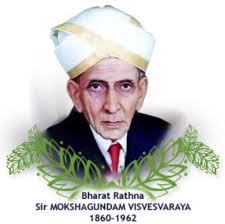 Bharat Rathna
Sir MOKSHAGUNDAM VISVESVARAYA
1860-1962